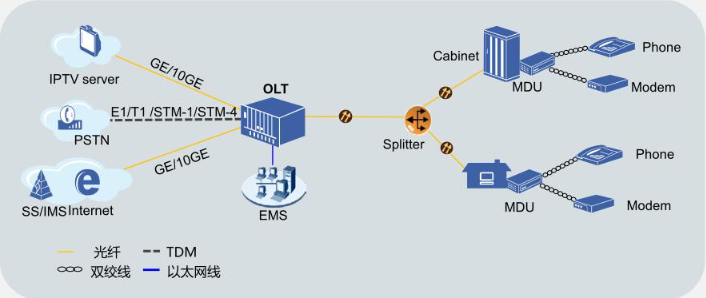 IPTV server
GE/10GE
OLT
E1/T1 /STM-1/STM-4
PSTN
GE/10GE
SS/IMS Internet
EMS
Splitter
Cabinet
MDU
Phone
Modem
MDU
Phone
Modem
光纤
TDM
双绞线
以太网线